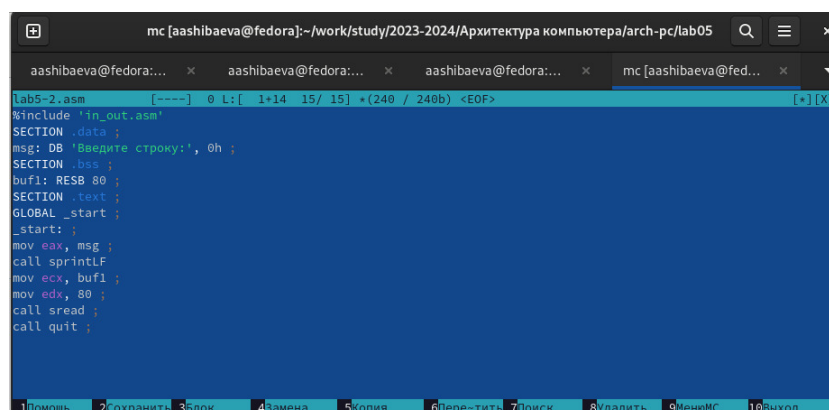 mc [aashibaeva@fedora]:~/work/study/2023-2024/Архитектура компьютера/arch-pc/lab05
aashibaeva@fedora:... × aashibaeva@fedora:... × aashibaeva@fedora:... × mc [aashibaeva@fed... ×
lab5-2.asm [----] 0 L:[ 1+14 15/ 15] *(240 / 240b) <EOF> [*][X
%include 'in_out.asm'
SECTION .data ;
msg: DB 'Введите строку:', 0h ;
SECTION .bss ;
buf1: RESB 80 ;
SECTION .text ;
GLOBAL _start ;
_start: ;
mov eax, msg ;
call sprintLF
mov ecx, buf1 ;
mov edx, 80 ;
call sread ;
call quit ;
1Помощь 2Сохранить 3Блок 4Замена 5Копия 6Пере~тить 7Поиск 8Удалить 9МенюMC 10Выход